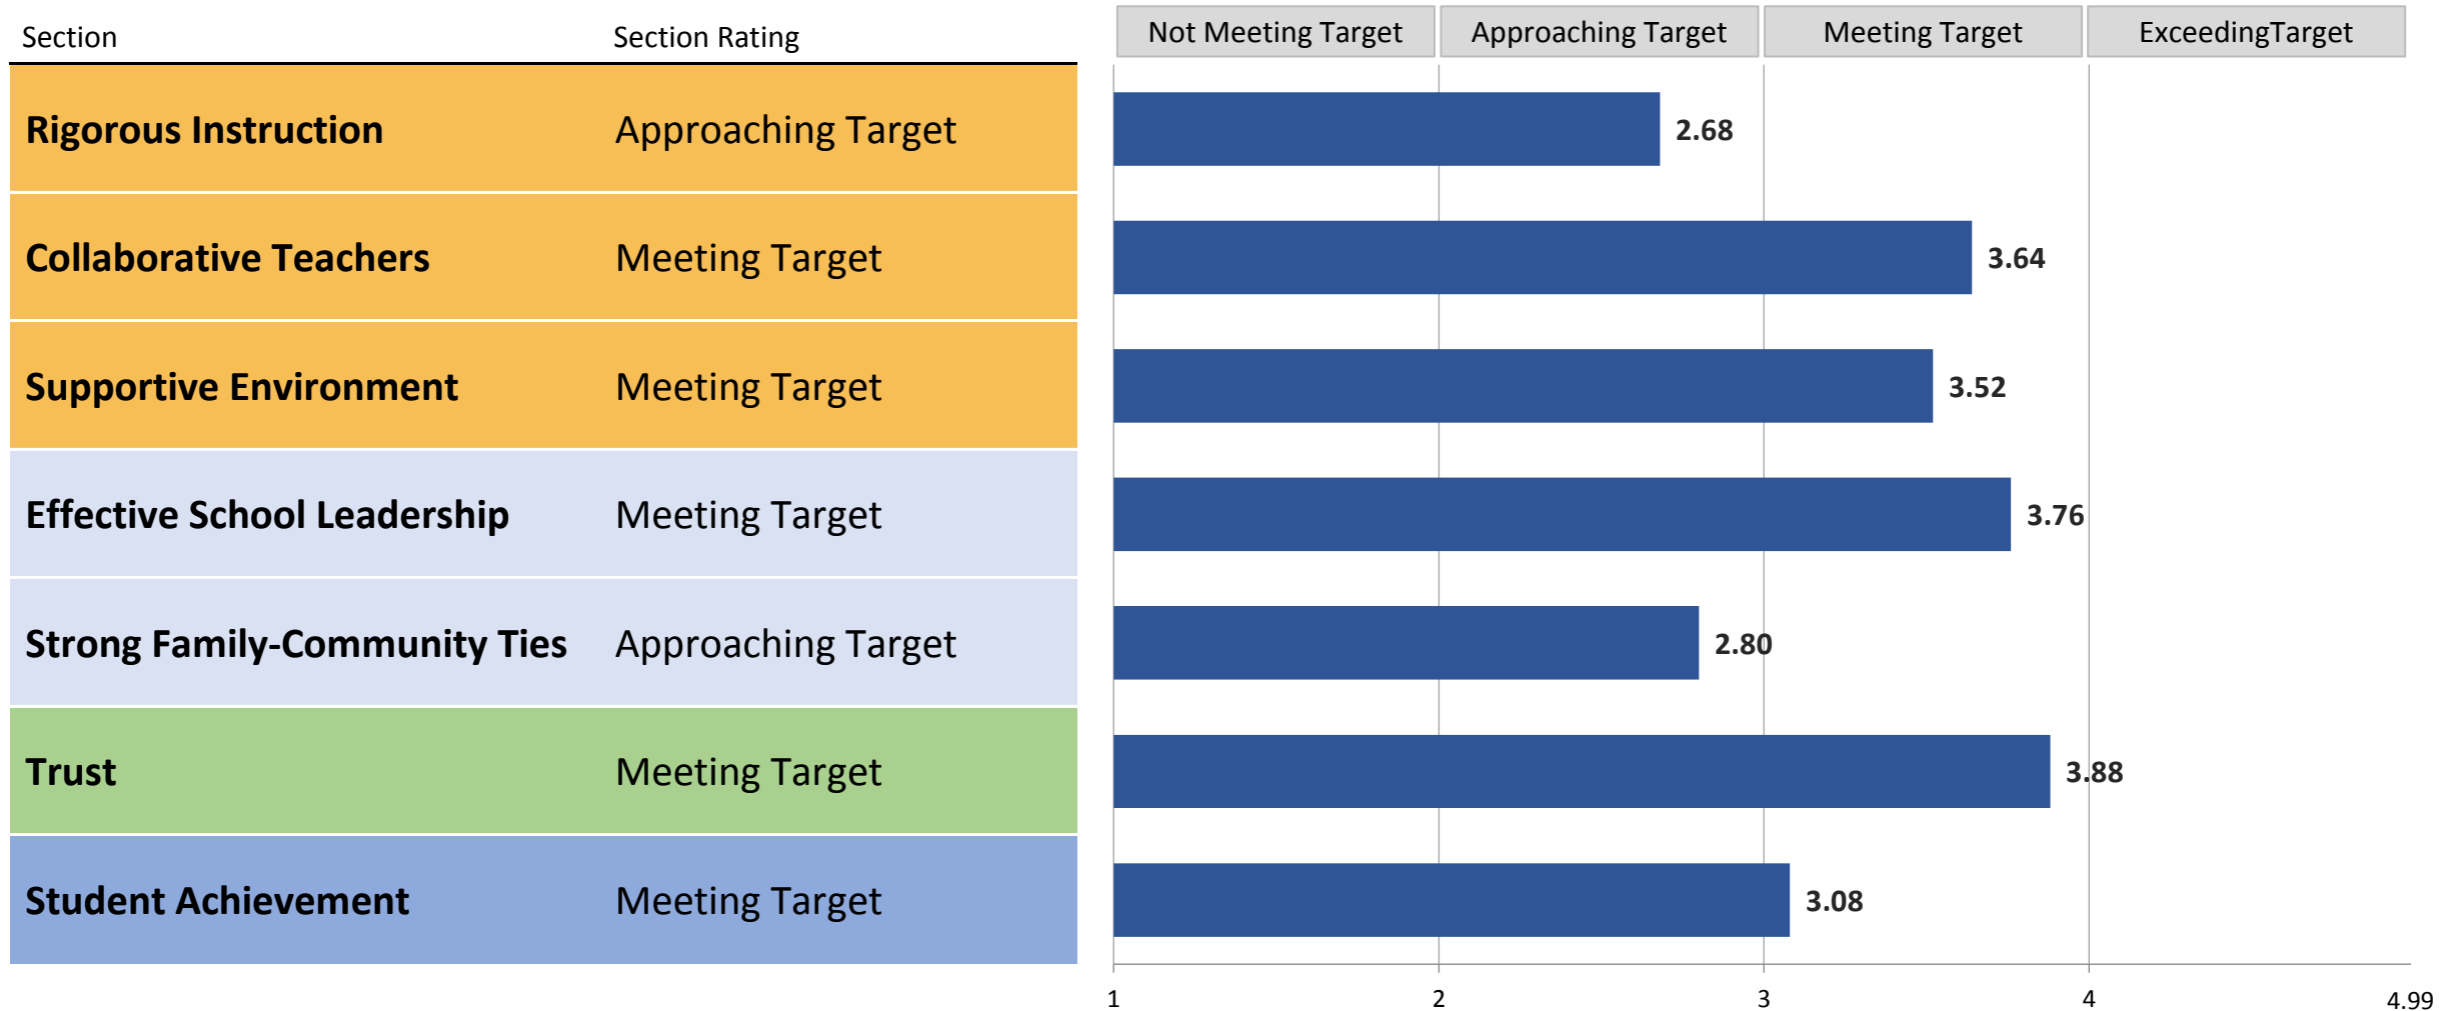 Section Section Rating Not Meeting Target Approaching Target Meeting Target ExceedingTarget
Rigorous Instruction Approaching Target 2.68
Collaborative Teachers Meeting Target 3.64
Supportive Environment Meeting Target 3.52
Effective School Leadership Meeting Target 3.76
Strong Family-Community Ties Approaching Target 2.80
Trust Meeting Target 3.88
Student Achievement Meeting Target 3.08
1 2 3 4 4.99